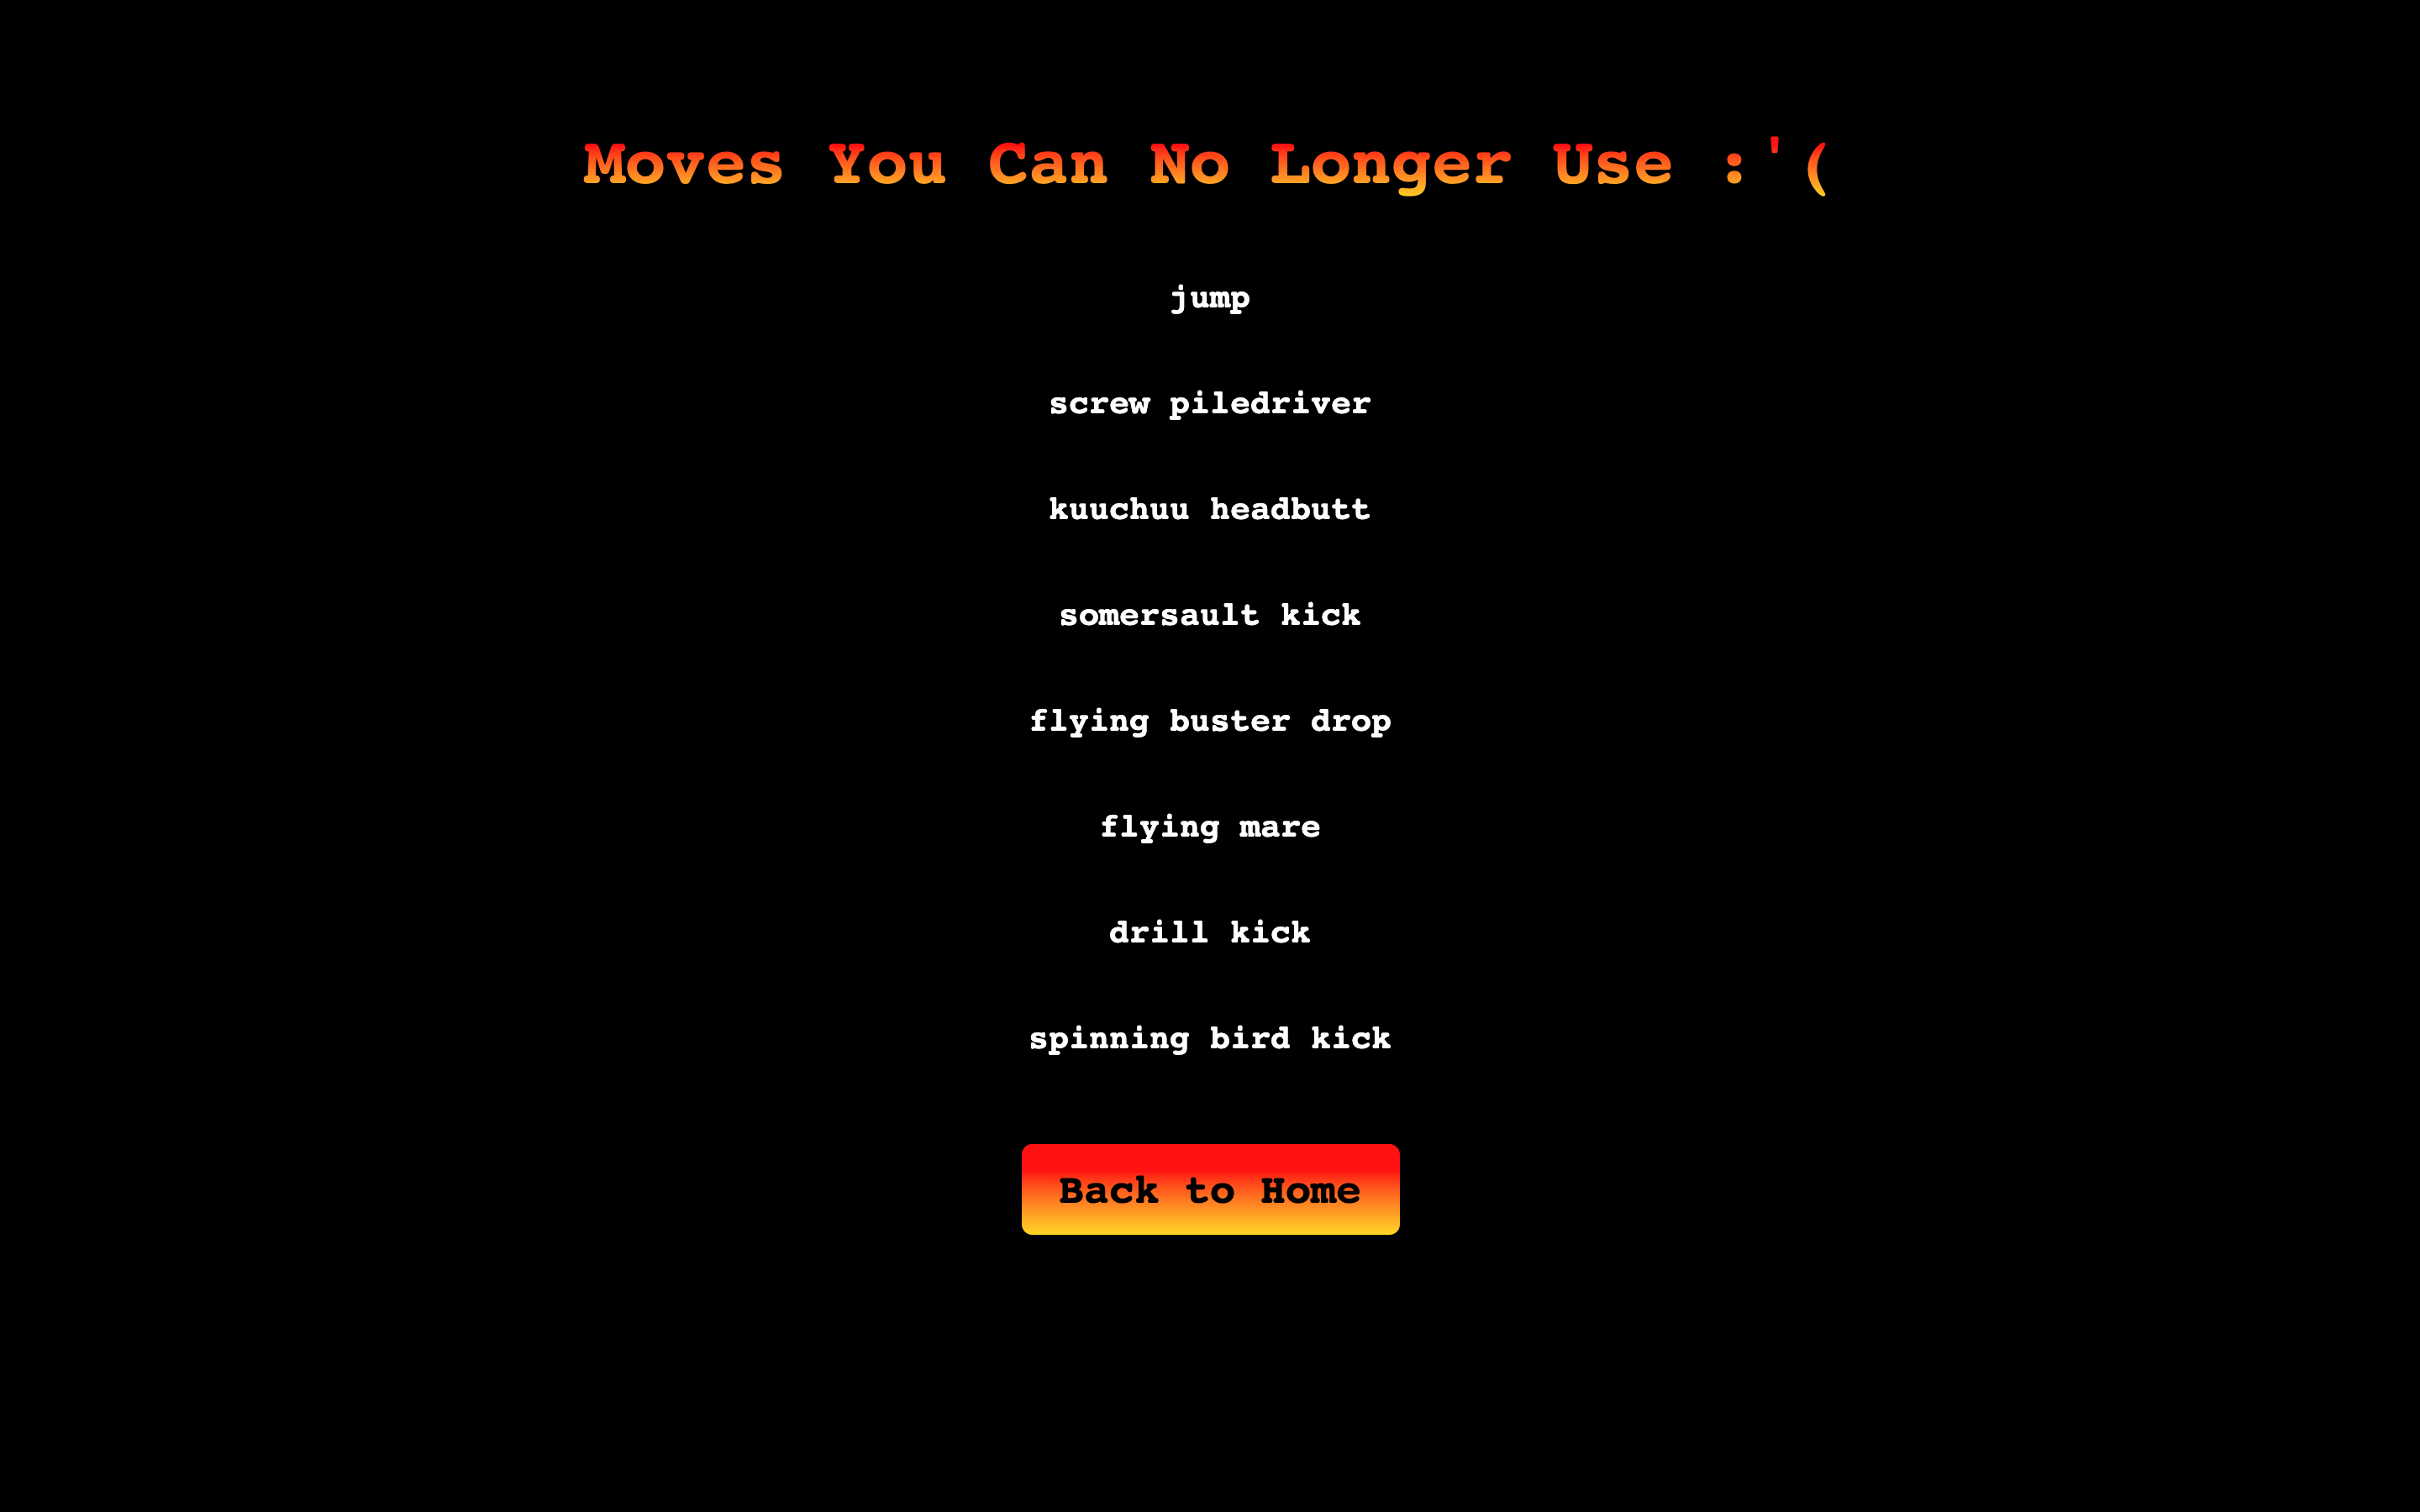 Moves You Can No Longer Use :'(
jump
screw piledriver
kuuchuu headbutt
somersault kick
flying buster drop
flying mare
drill kick
spinning bird kick
Back to Home